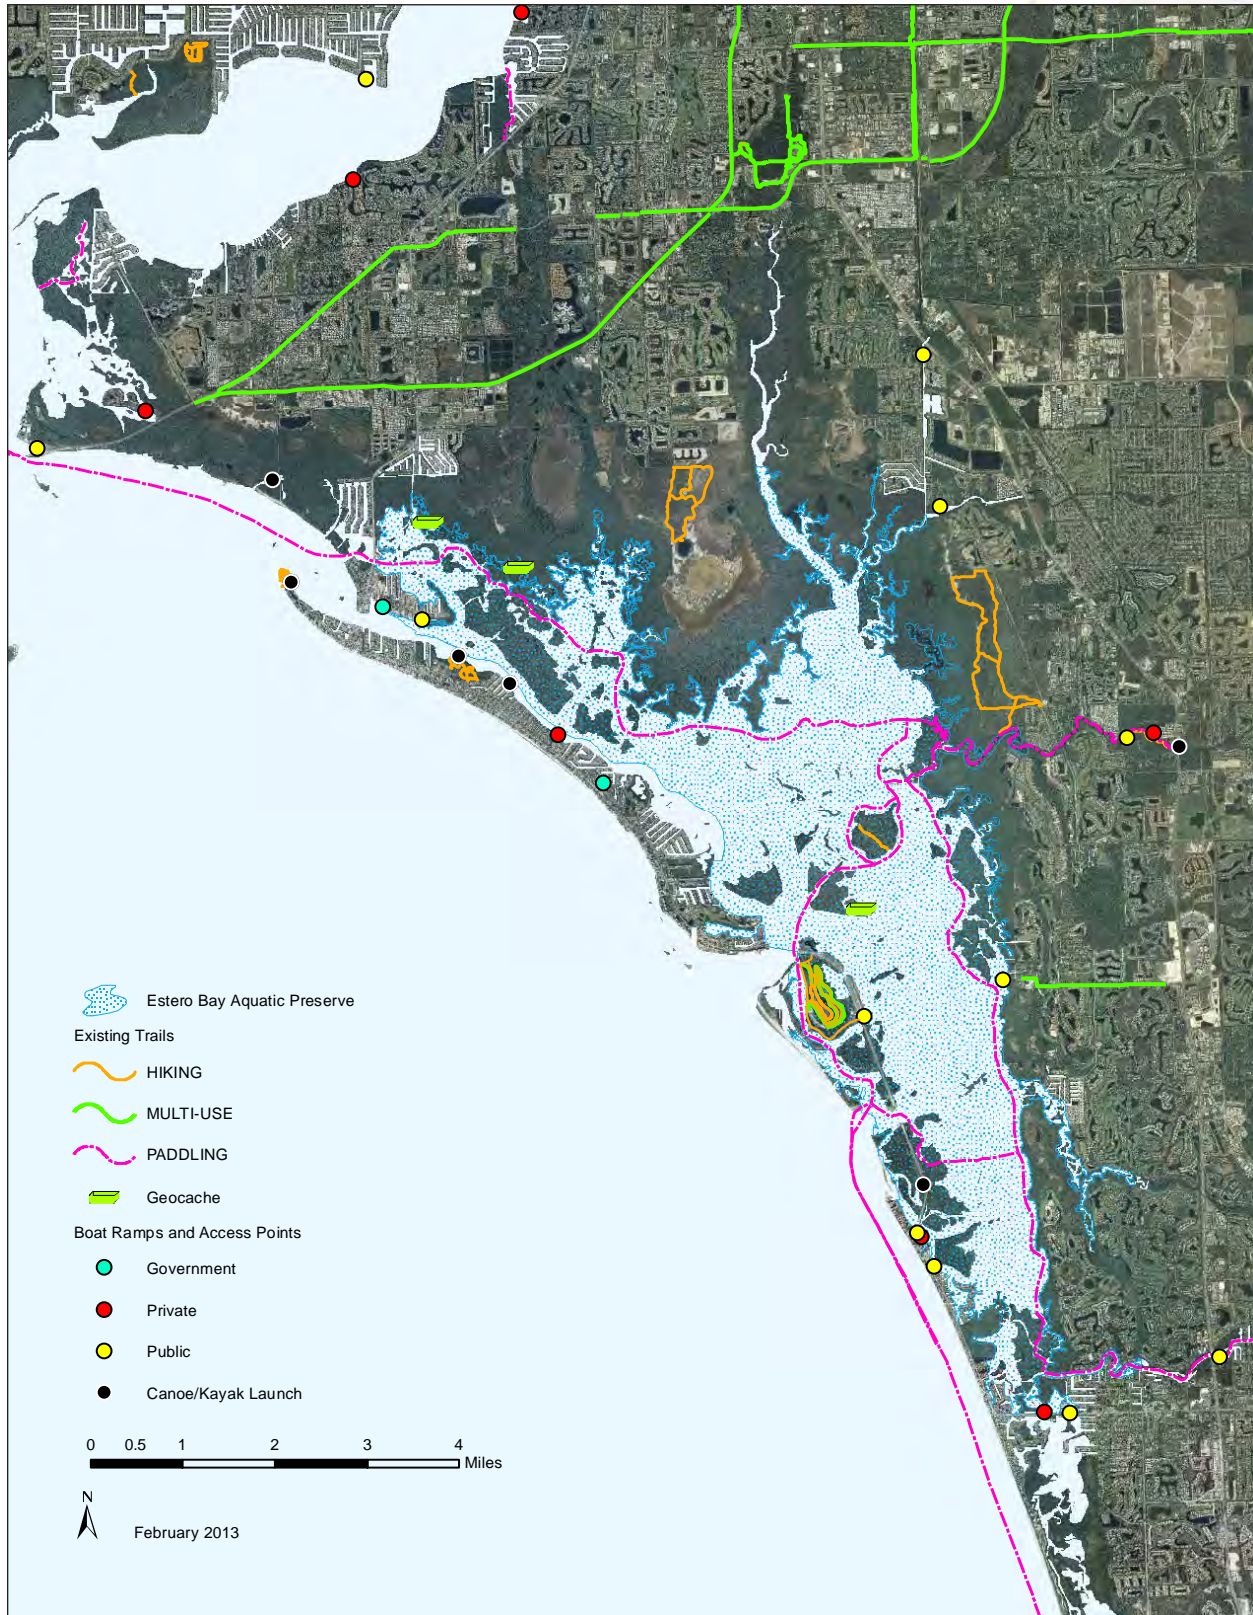 Estero Bay Aquatic Preserve
Existing Trails
HIKING
MULTI-USE
PADDLING
Geocache
Boat Ramps and Access Points
Government
Private
Public
Canoe/Kayak Launch
0 0.5 1 2 3 4
Miles
N
February 2013